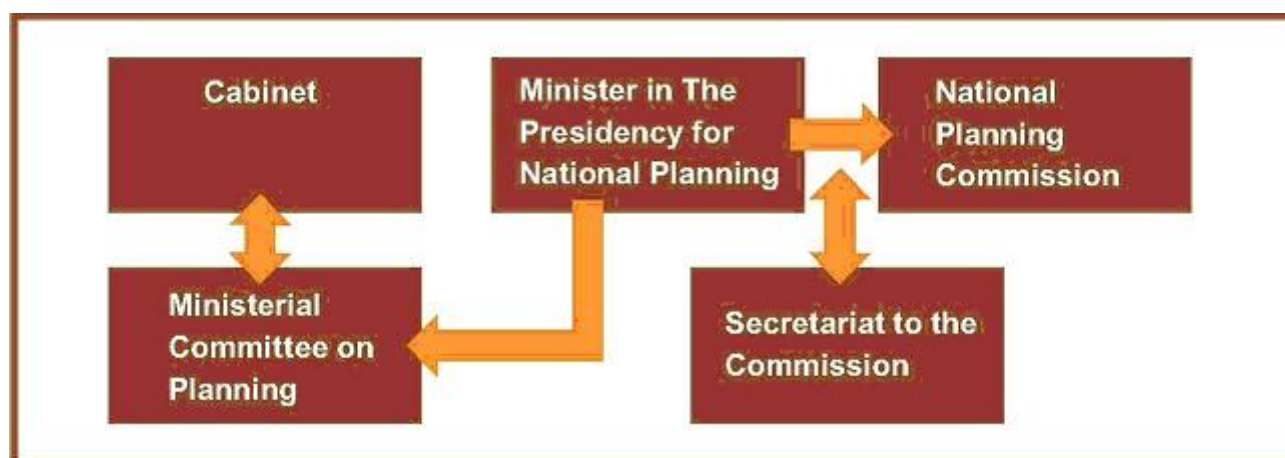 Cabinet
Minister in The
Presidency for
National Planning
National
Planning
Commission
Ministerial
Committee on
Planning
Secretariat to the
Commission